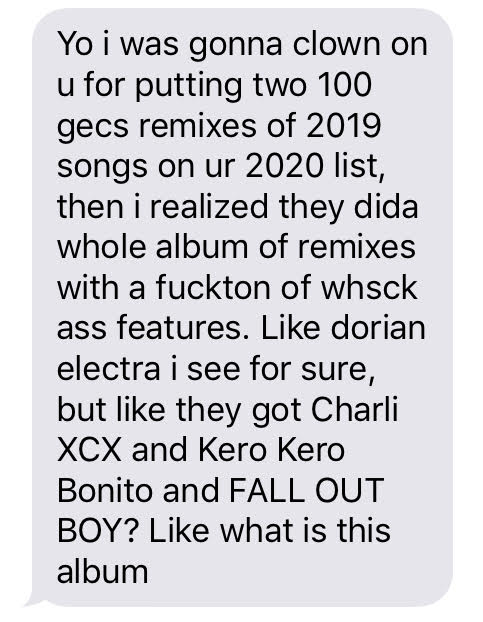 Yo i was gonna clown on
u for putting two 100
gecs remixes of 2019
songs on ur 2020 list,
then i realized they dida
whole album of remixes
with a fuckton of whsck
ass features. Like dorian
electra i see for sure,
but like they got Charli
XCX and Kero Kero
Bonito and FALL OUT
BOY? Like what is this
album